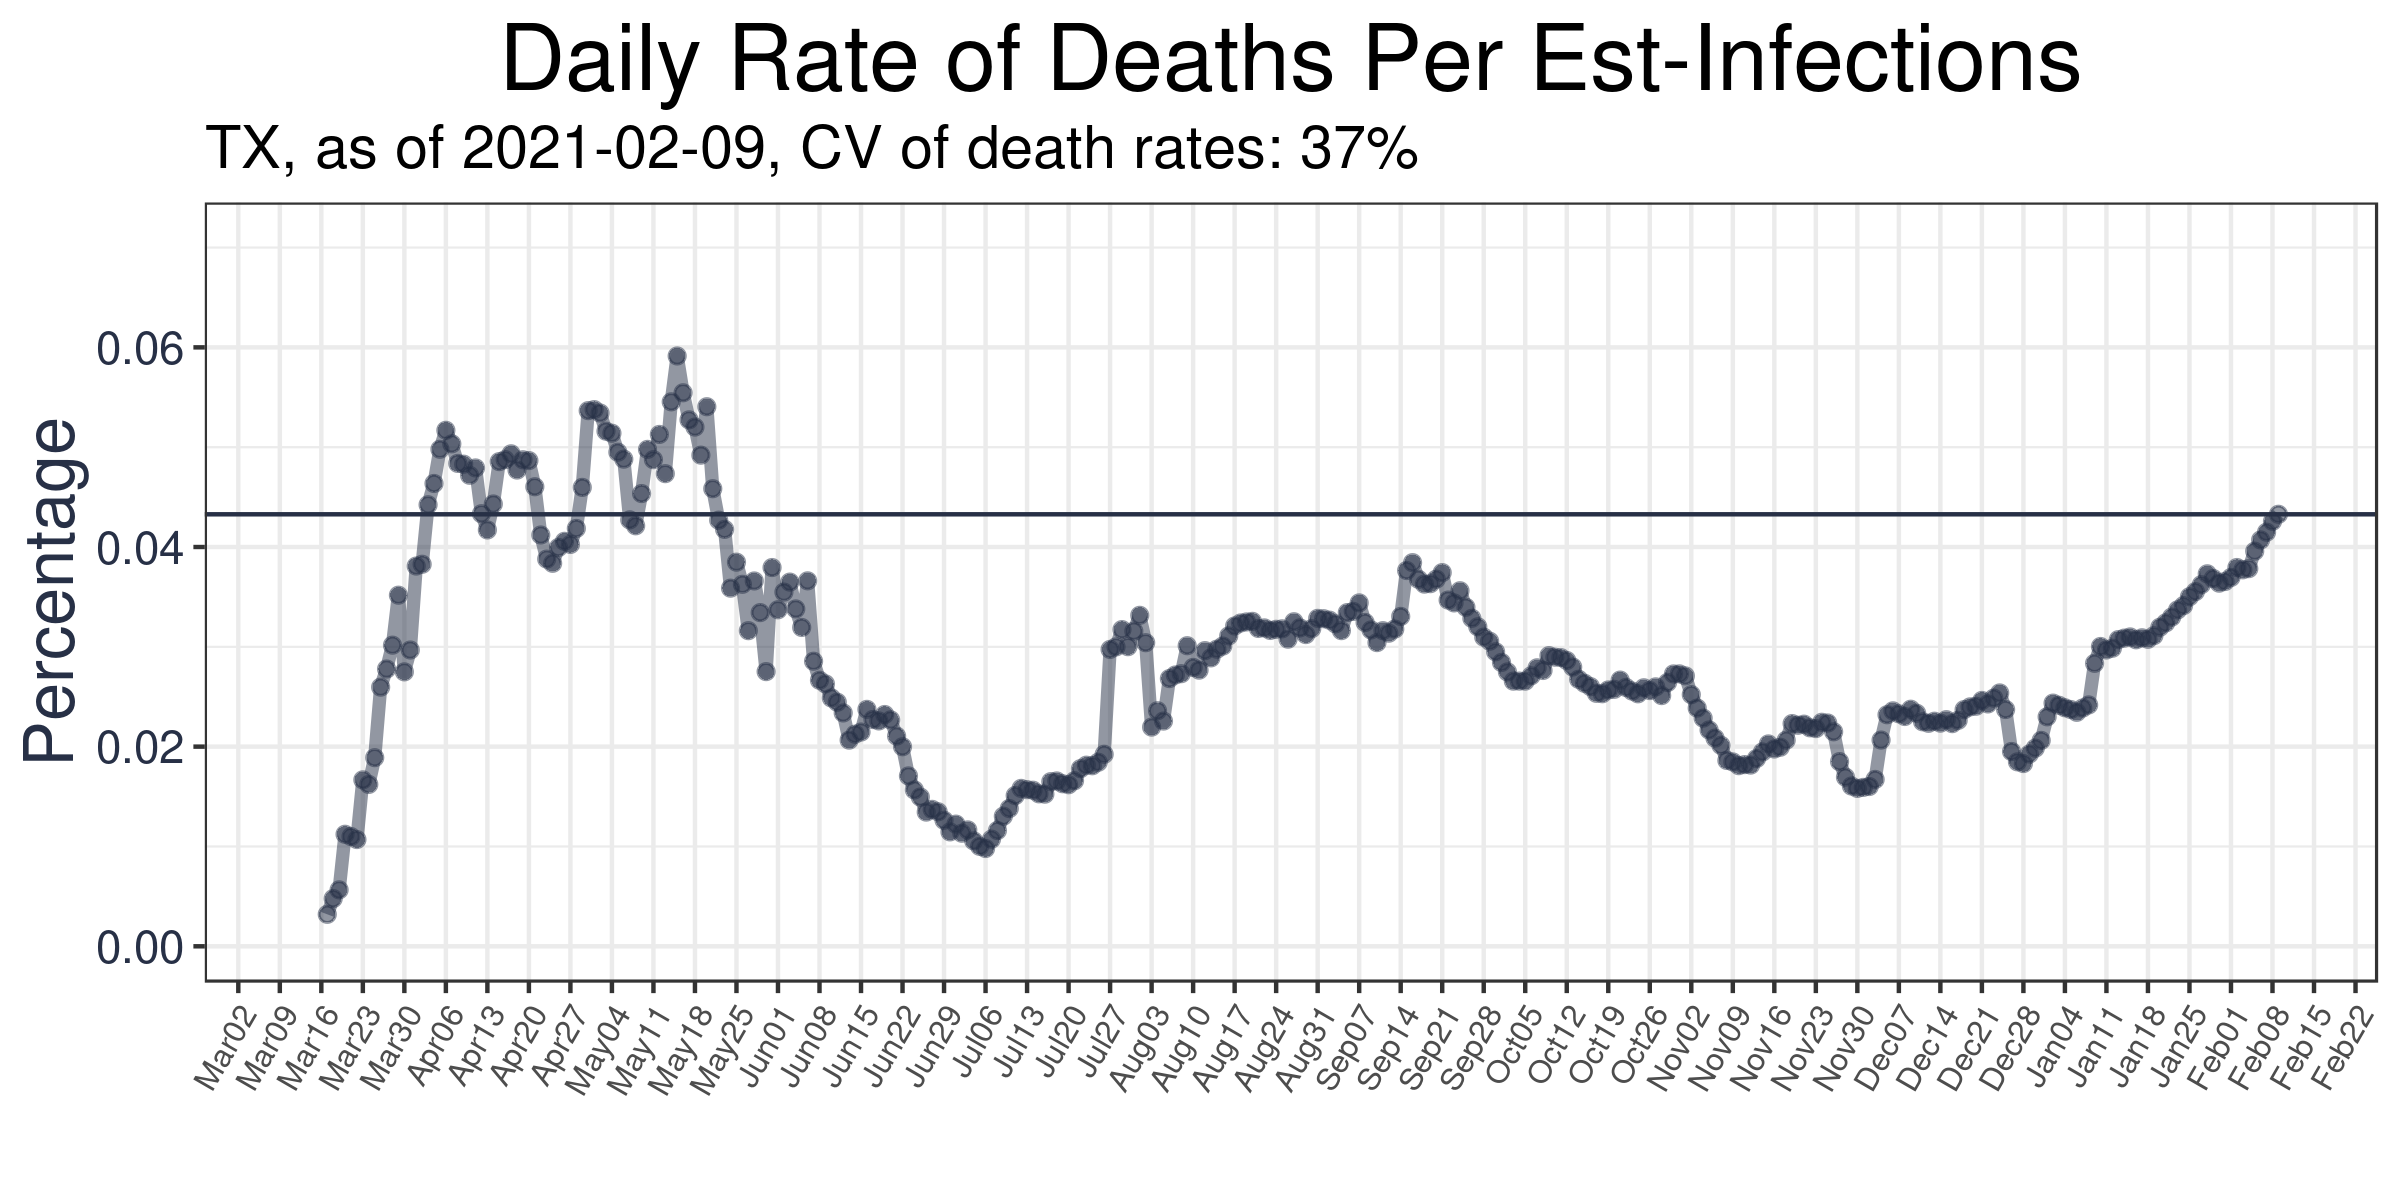 Daily Rate of Deaths Per Est-Infections
TX, as of 2021-02-09, CV of death rates: 37%
Percentage
0.06
0.04
0.02
0.00
Mar02
Mar09
Mar16
Mar23
Mar30
Apr06
Apr13
Apr20
Apr27
May04
May11
May18
May25
Jun01
Jun08
Jun15
Jun22
Jun29
Jul06
Jul13
Jul20
Jul27
Aug03
Aug10
Aug17
Aug24
Aug31
Sep07
Sep14
Sep21
Sep28
Oct05
Oct12
Oct19
Oct26
Nov02
Nov09
Nov16
Nov23
Nov30
Dec07
Dec14
Dec21
Dec28
Jan04
Jan11
Jan18
Jan25
Feb01
Feb08
Feb15
Feb22